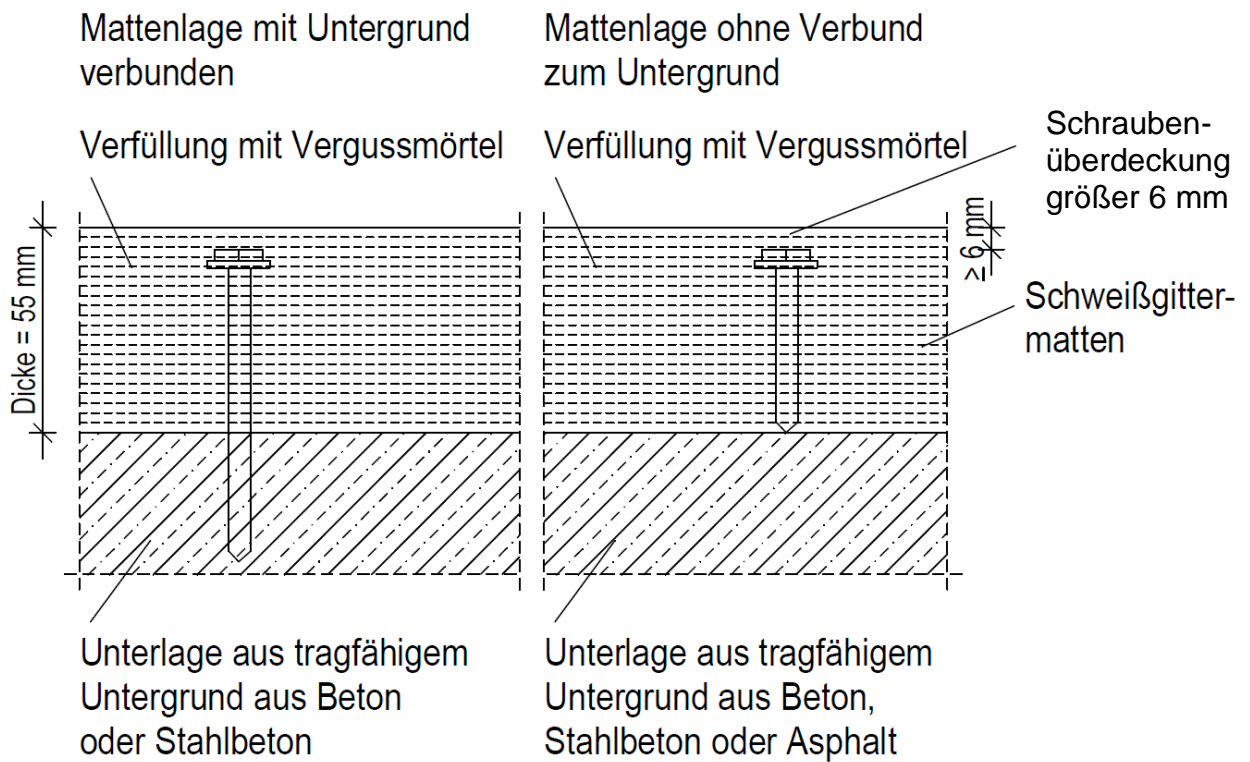 Mattenlage mit Untergrund
verbunden
Mattenlage ohne Verbund
zum Untergrund
Verfüllung mit Vergussmörtel
Verfüllung mit Vergussmörtel
Schrauben-
überdeckung
größer 6 mm
Dicke = 55 mm
≥ 6 mm
Schweißgitter-
matten
Unterlage aus tragfähigem
Untergrund aus Beton
oder Stahlbeton
Unterlage aus tragfähigem
Untergrund aus Beton,
Stahlbeton oder Asphalt